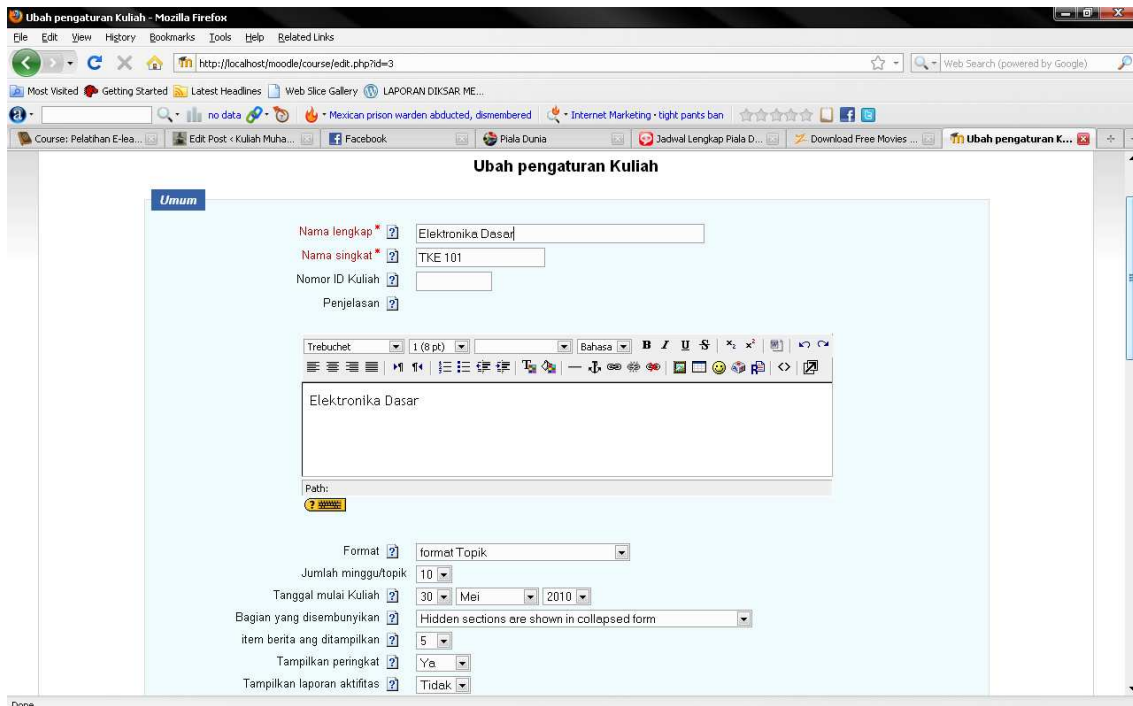 Ubah pengaturan Kuliah - Mozilla Firefox
File Edit View History Bookmarks Tools Help Related Links
http://localhost/moodle/course/edit.php?id=3 Web Search (powered by Google)
Most Visited Getting Started Latest Headlines Web Slice Gallery LAPORAN DIKSAR ME...
no data Mexican prison warden abducted, dismembered Internet Marketing - tight pants ban
Course: Pelatihan E-lea... Edit Post ‹ Kuliah Muha... Facebook Piala Dunia Jadwal Lengkap Piala D... Download Free Movies ... Ubah pengaturan K...
Ubah pengaturan Kuliah
Umum
Nama lengkap* Elektronika Dasar
Nama singkat* TKE 101
Nomor ID Kuliah
Penjelasan
Trebuchet 1 (8 pt) Bahasa B I U S x₂ x²
Elektronika Dasar
Path:
Format format Topik
Jumlah minggu/topik 10
Tanggal mulai Kuliah 30 Mei 2010
Bagian yang disembunyikan Hidden sections are shown in collapsed form
item berita ang ditampilkan 5
Tampilkan peringkat Ya
Tampilkan laporan aktifitas Tidak
Done